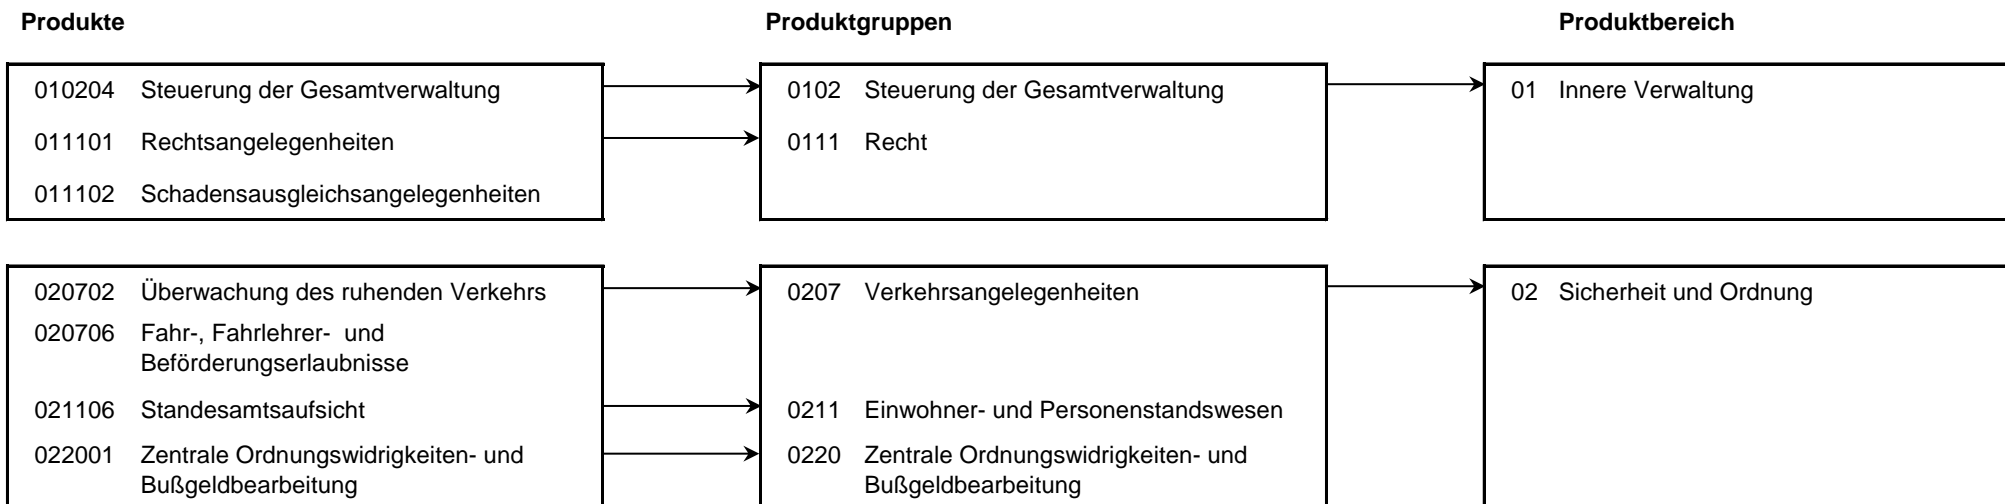 Produkte Produktgruppen Produktbereich
010204 Steuerung der Gesamtverwaltung 0102 Steuerung der Gesamtverwaltung 01 Innere Verwaltung
011101 Rechtsangelegenheiten 0111 Recht
011102 Schadensausgleichsangelegenheiten
020702 Überwachung des ruhenden Verkehrs 0207 Verkehrsangelegenheiten 02 Sicherheit und Ordnung
020706 Fahr-, Fahrlehrer- und
Beförderungserlaubnisse
021106 Standesamtsaufsicht 0211 Einwohner- und Personenstandswesen
022001 Zentrale Ordnungswidrigkeiten- und 0220 Zentrale Ordnungswidrigkeiten- und
Bußgeldbearbeitung Bußgeldbearbeitung